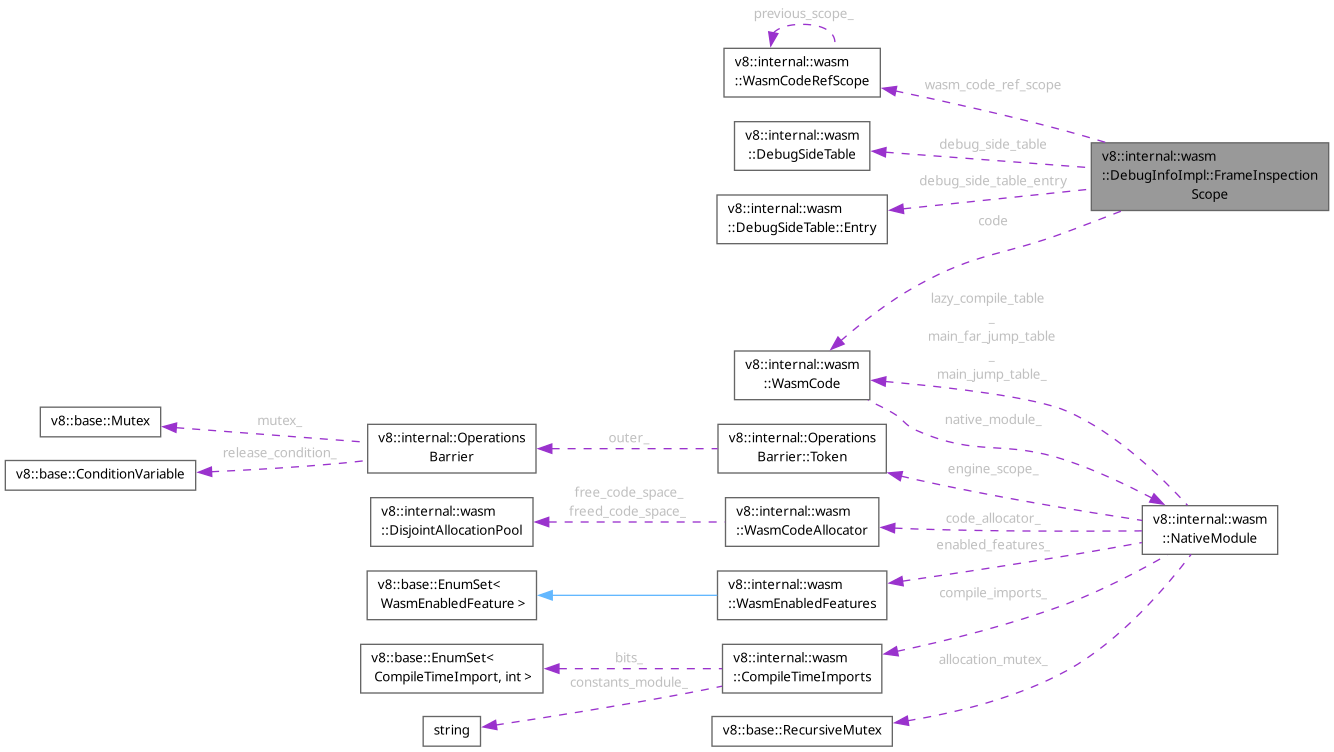 previous_scope_
v8::internal::wasm
::WasmCodeRefScope
wasm_code_ref_scope
v8::internal::wasm
::DebugSideTable
debug_side_table
v8::internal::wasm
::DebugInfoImpl::FrameInspection
Scope
debug_side_table_entry
v8::internal::wasm
::DebugSideTable::Entry
code
lazy_compile_table
_
main_far_jump_table
_
main_jump_table_
v8::internal::wasm
::WasmCode
native_module_
v8::base::Mutex
mutex_
release_condition_
v8::base::ConditionVariable
v8::internal::Operations
Barrier
outer_
v8::internal::Operations
Barrier::Token
engine_scope_
v8::internal::wasm
::DisjointAllocationPool
free_code_space_
freed_code_space_
v8::internal::wasm
::WasmCodeAllocator
code_allocator_
v8::internal::wasm
::NativeModule
enabled_features_
v8::base::EnumSet<
WasmEnabledFeature >
v8::internal::wasm
::WasmEnabledFeatures
compile_imports_
v8::base::EnumSet<
CompileTimeImport, int >
bits_
constants_module_
v8::internal::wasm
::CompileTimeImports
allocation_mutex_
string
v8::base::RecursiveMutex